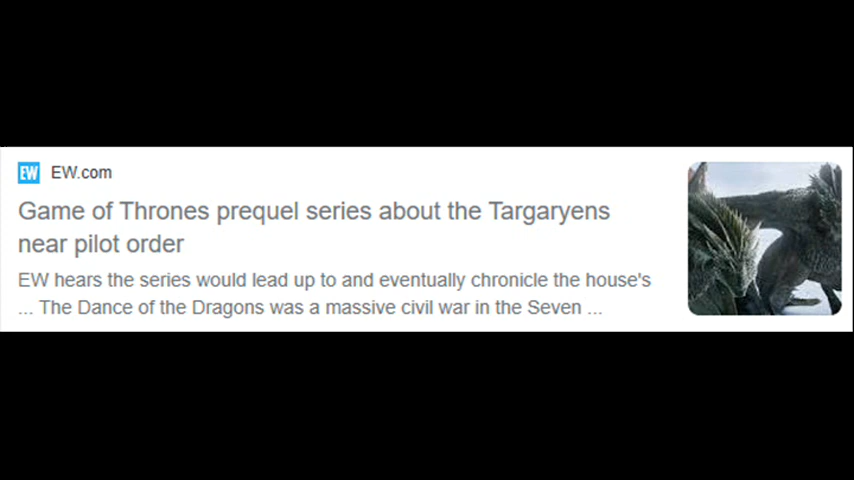 EW EW.com
Game of Thrones prequel series about the Targaryens
near pilot order
EW hears the series would lead up to and eventually chronicle the house's
... The Dance of the Dragons was a massive civil war in the Seven ...